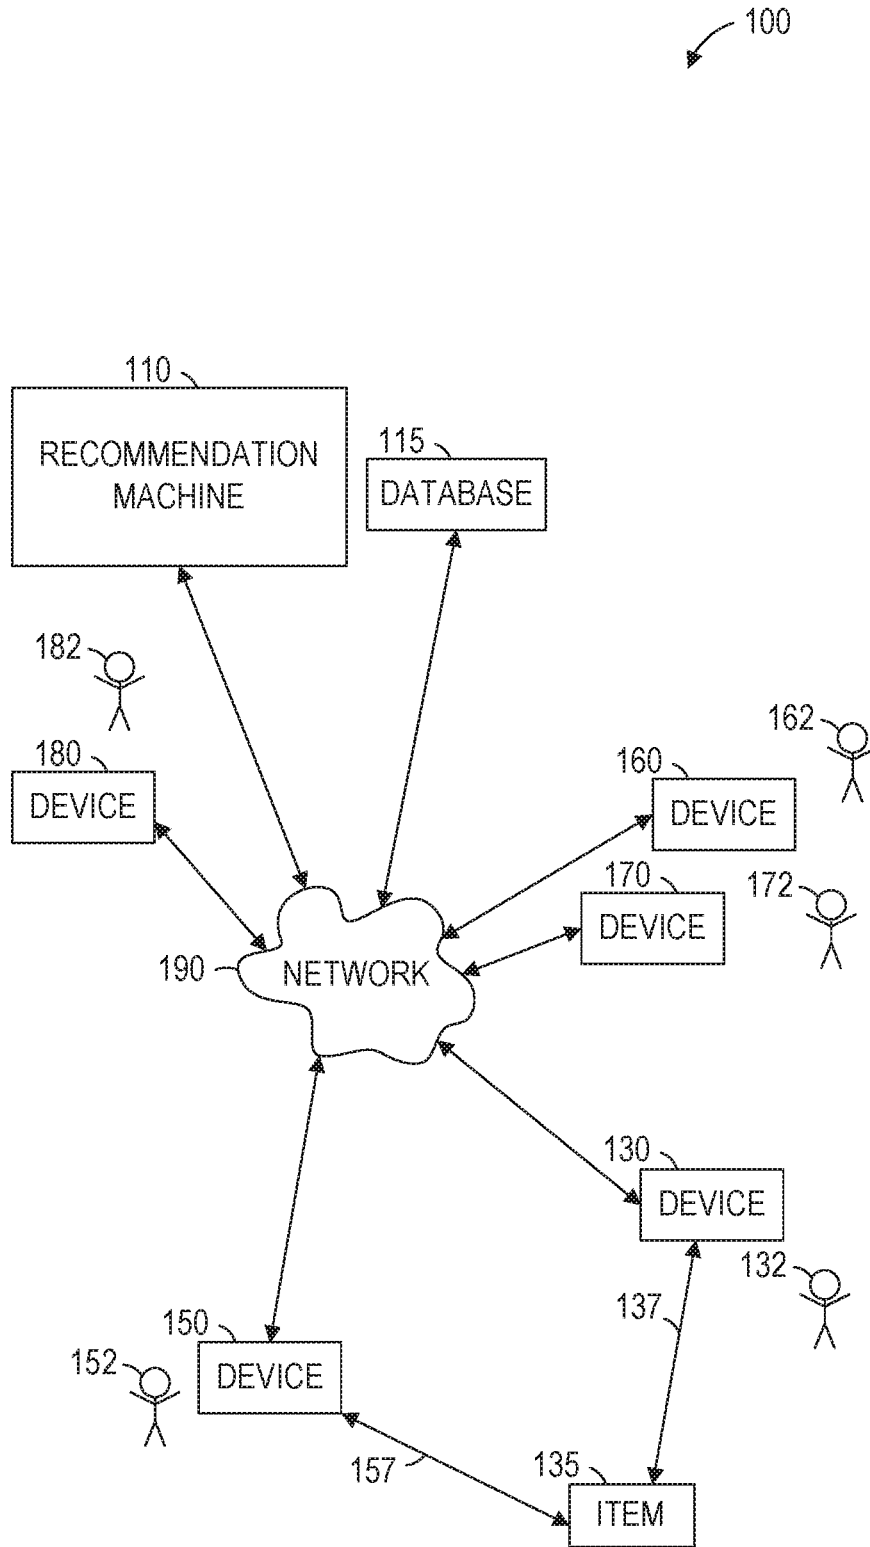 100
110
RECOMMENDATION
MACHINE
115
DATABASE
182
162
180
DEVICE
160
DEVICE
170
DEVICE
172
190
NETWORK
130
DEVICE
132
137
150
DEVICE
152
157
135
ITEM